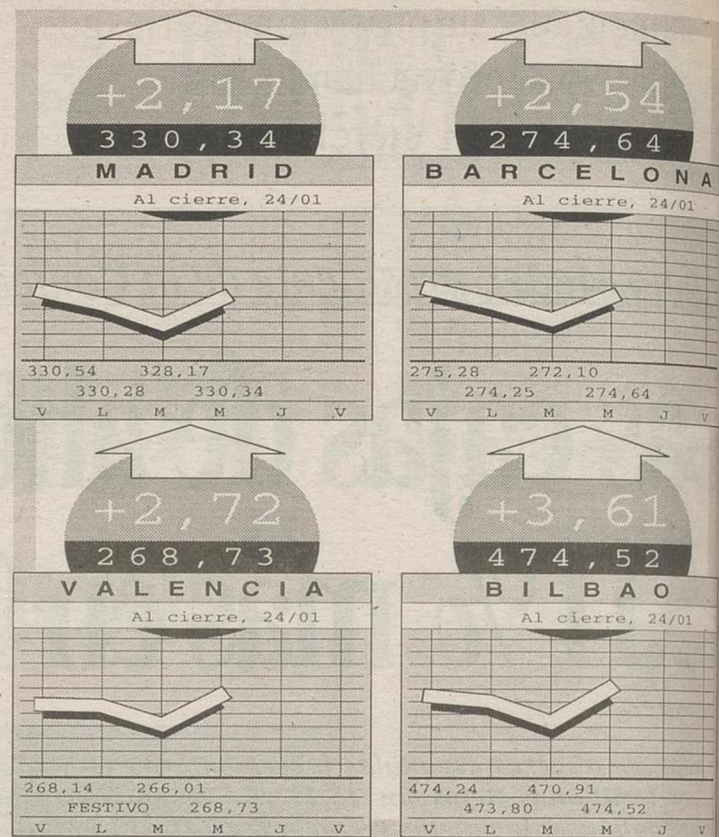 +2,17
330,34
MADRID
Al cierre, 24/01
330,54 328,17
330,28 330,34
V L M M J V
+2,54
274,64
BARCELONA
Al cierre, 24/01
275,28 272,10
274,25 274,64
V L M M J V
+2,72
268,73
VALENCIA
Al cierre, 24/01
268,14 266,01
FESTIVO 268,73
V L M M J V
+3,61
474,52
BILBAO
Al cierre, 24/01
474,24 470,91
473,80 474,52
V L M M J V